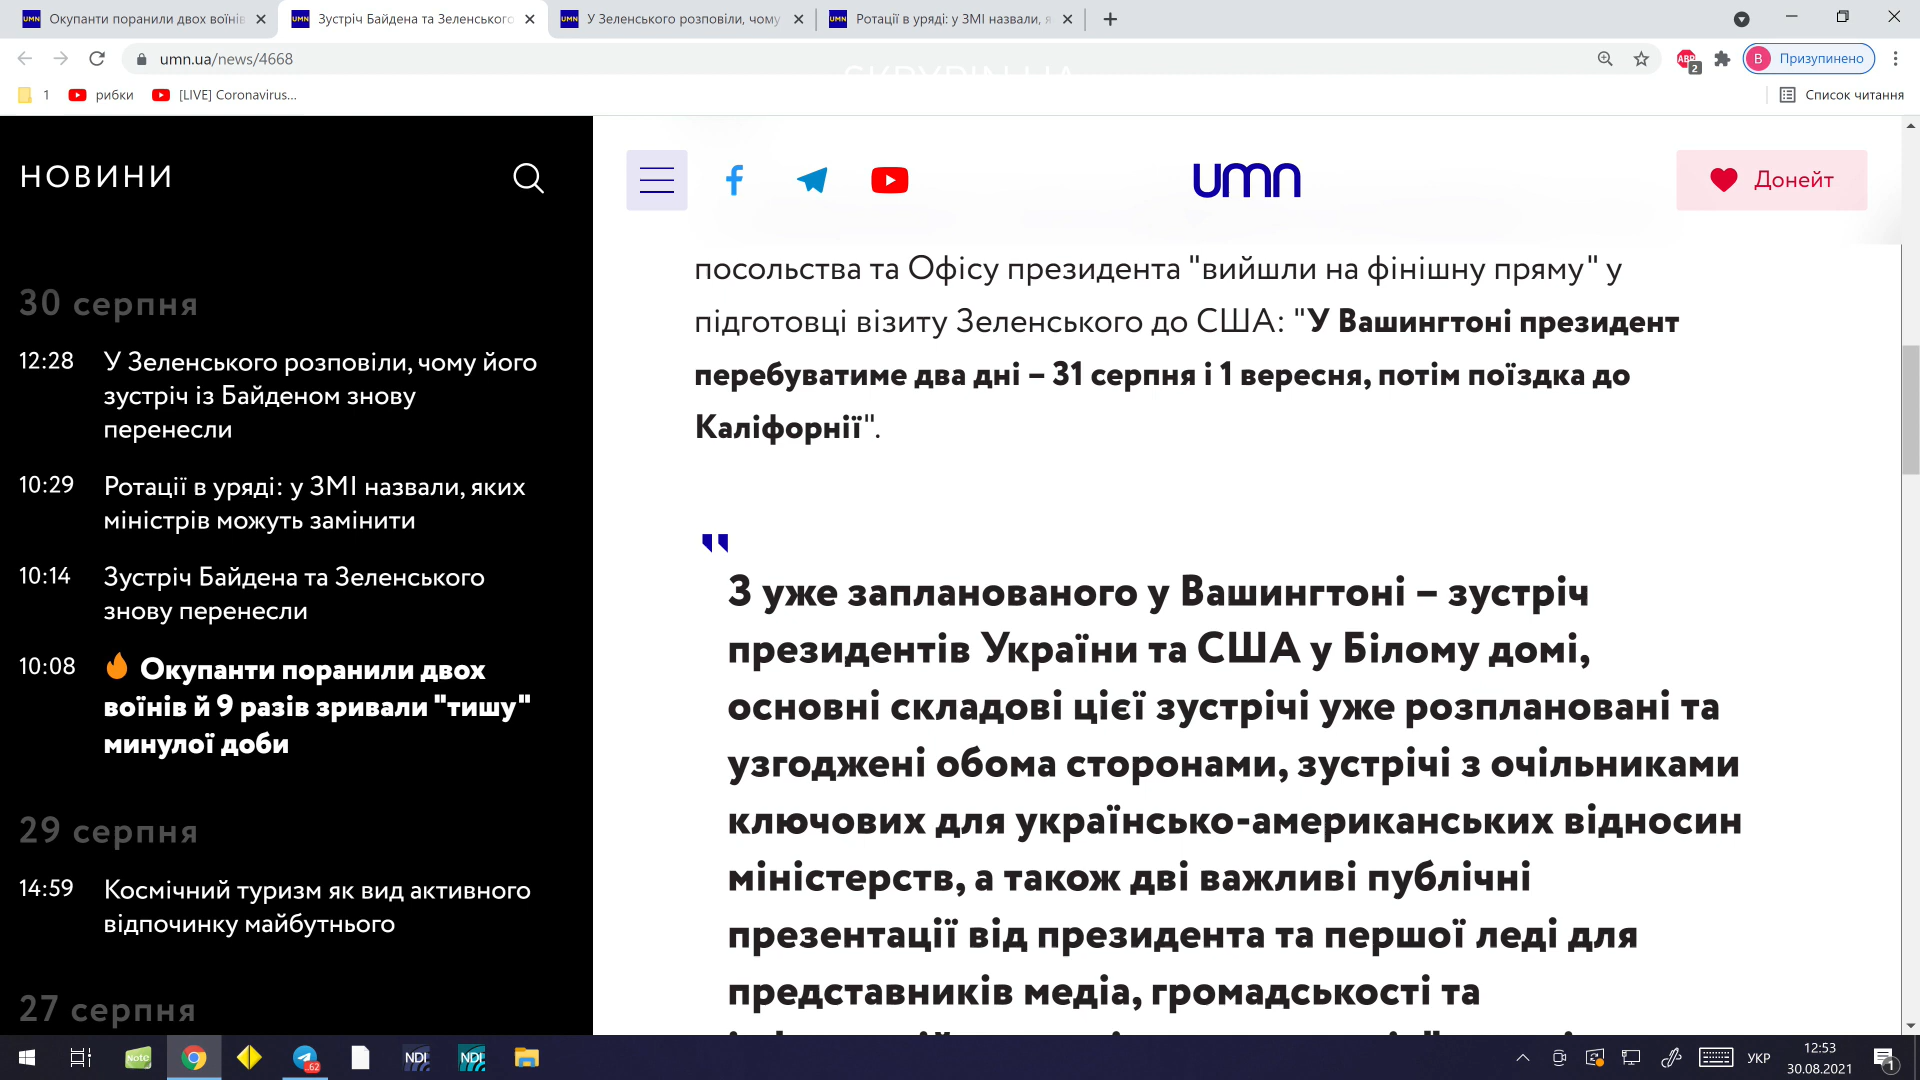 Окупанти поранили двох воїнів
Зустріч Байдена та Зеленського
У Зеленського розповіли, чому
Ротації в уряді: у ЗМІ назвали, я
umn.ua/news/4668
ABP
2
B
Призупинено
1
рибки
[LIVE] Coronavirus...
Список читання
НОВИНИ
umn
Донейт
30 серпня
12:28
У Зеленського розповіли, чому його
зустріч із Байденом знову
перенесли
10:29
Ротації в уряді: у ЗМІ назвали, яких
міністрів можуть замінити
10:14
Зустріч Байдена та Зеленського
знову перенесли
10:08
Окупанти поранили двох
воїнів й 9 разів зривали "тишу"
минулої доби
29 серпня
14:59
Космічний туризм як вид активного
відпочинку майбутнього
27 серпня
посольства та Офісу президента "вийшли на фінішну пряму" у
підготовці візиту Зеленського до США: "У Вашингтоні президент
перебуватиме два дні – 31 серпня і 1 вересня, потім поїздка до
Каліфорнії".
З уже запланованого у Вашингтоні – зустріч
президентів України та США у Білому домі,
основні складові цієї зустрічі уже розплановані та
узгоджені обома сторонами, зустрічі з очільниками
ключових для українсько-американських відносин
міністерств, а також дві важливі публічні
презентації від президента та першої леді для
представників медіа, громадськості та
Note
.62
NDI
NDI
УКР
12:53
30.08.2021
1